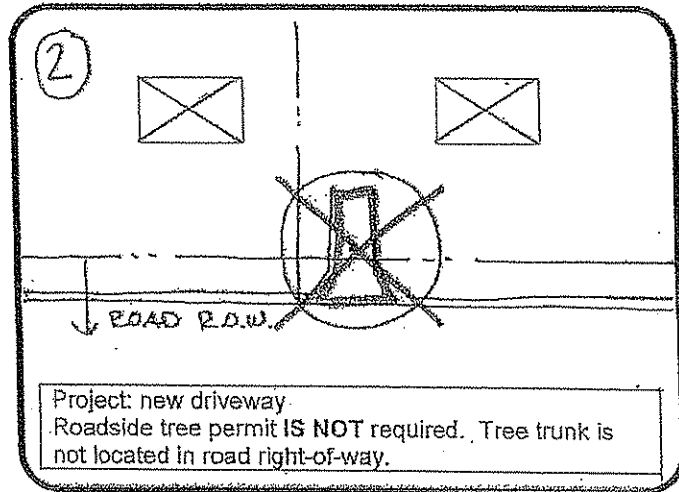 2
ROAD R.O.W.
Project: new driveway
Roadside tree permit IS NOT required. Tree trunk is
not located in road right-of-way.